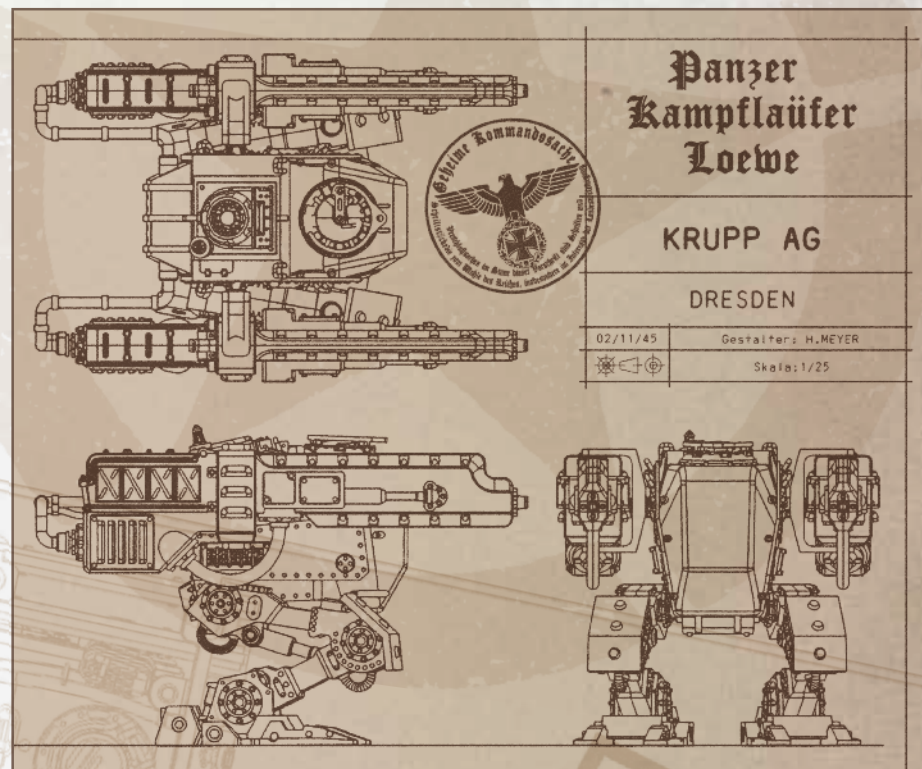 Panzer
Kampflaüfer
Loewe
KRUPP AG
DRESDEN
02/11/45
Gestalter: H.MEYER
Skala:1/25
Geheime Kommandosache